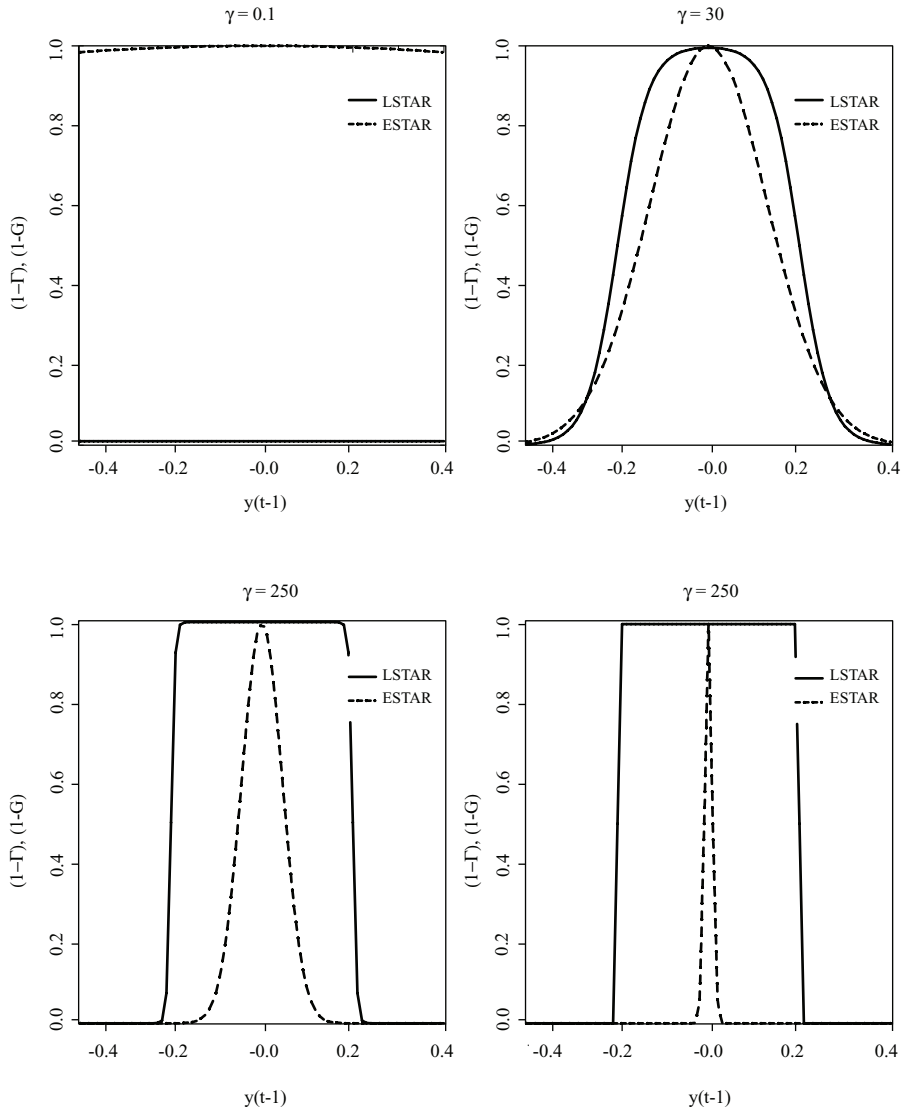 γ = 0.1
1.0
0.8
0.6
0.4
0.2
0.0
(1−Γ), (1-G)
LSTAR
ESTAR
-0.4
-0.2
-0.0
0.2
0.4
y(t-1)
γ = 30
1.0
0.8
0.6
0.4
0.2
0.0
(1−Γ), (1-G)
LSTAR
ESTAR
-0.4
-0.2
-0.0
0.2
0.4
y(t-1)
γ = 250
1.0
0.8
0.6
0.4
0.2
0.0
(1−Γ), (1-G)
LSTAR
ESTAR
-0.4
-0.2
-0.0
0.2
0.4
y(t-1)
γ = 250
1.0
0.8
0.6
0.4
0.2
0.0
(1−Γ), (1-G)
LSTAR
ESTAR
-0.4
-0.2
-0.0
0.2
0.4
y(t-1)